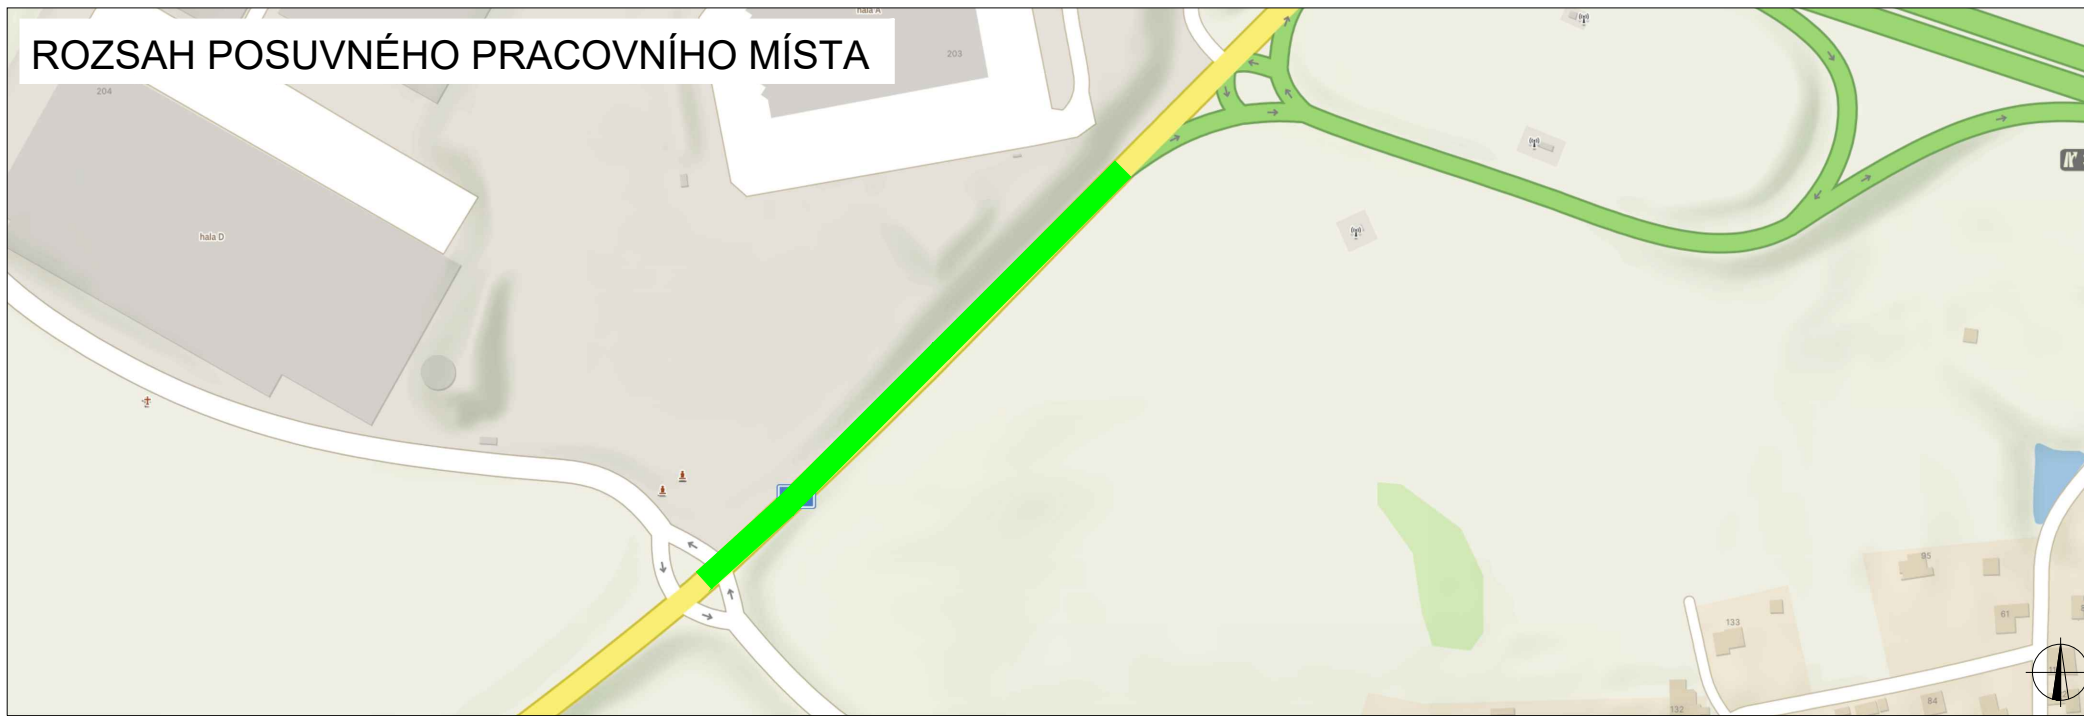 hala A
ROZSAH POSUVNÉHO PRACOVNÍHO MÍSTA
203
204
hala D
95
61
133
132
84